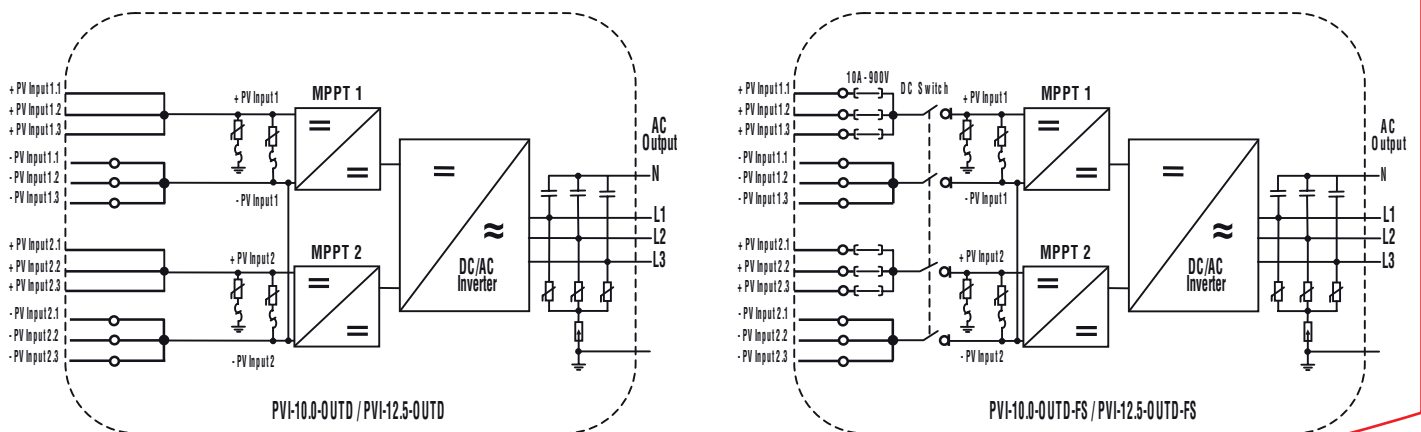 + PV Input 1.1
+ PV Input 1.2
+ PV Input 1.3
- PV Input 1.1
- PV Input 1.2
- PV Input 1.3
+ PV Input 2.1
+ PV Input 2.2
+ PV Input 2.3
- PV Input 2.1
- PV Input 2.2
- PV Input 2.3
+ PV Input 1
- PV Input 1
+ PV Input 2
- PV Input 2
MPPT 1
MPPT 2
DC/AC
Inverter
AC
Output
N
L1
L2
L3
PVI-10.0-OUTD / PVI-12.5-OUTD
+ PV Input 1.1
+ PV Input 1.2
+ PV Input 1.3
- PV Input 1.1
- PV Input 1.2
- PV Input 1.3
+ PV Input 2.1
+ PV Input 2.2
+ PV Input 2.3
- PV Input 2.1
- PV Input 2.2
- PV Input 2.3
10A - 900V
DC Switch
+ PV Input 1
- PV Input 1
+ PV Input 2
- PV Input 2
MPPT 1
MPPT 2
DC/AC
Inverter
AC
Output
N
L1
L2
L3
PVI-10.0-OUTD-FS / PVI-12.5-OUTD-FS